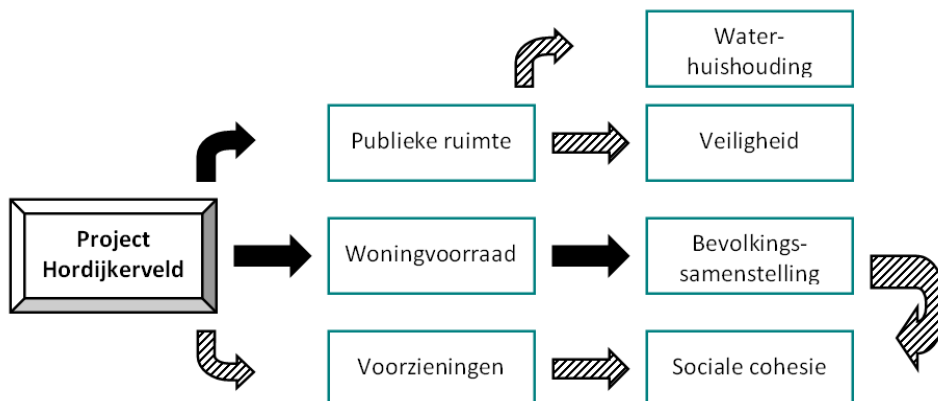 Water-
huishouding
Publieke ruimte
Veiligheid
Project
Hordijkerveld
Woningvoorraad
Bevolkings-
samenstelling
Voorzieningen
Sociale cohesie